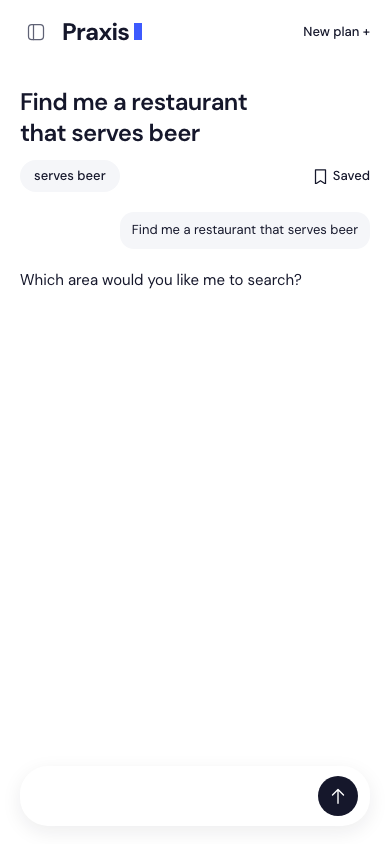 Praxis
New plan +
Find me a restaurant
that serves beer
serves beer
Saved
Find me a restaurant that serves beer
Which area would you like me to search?